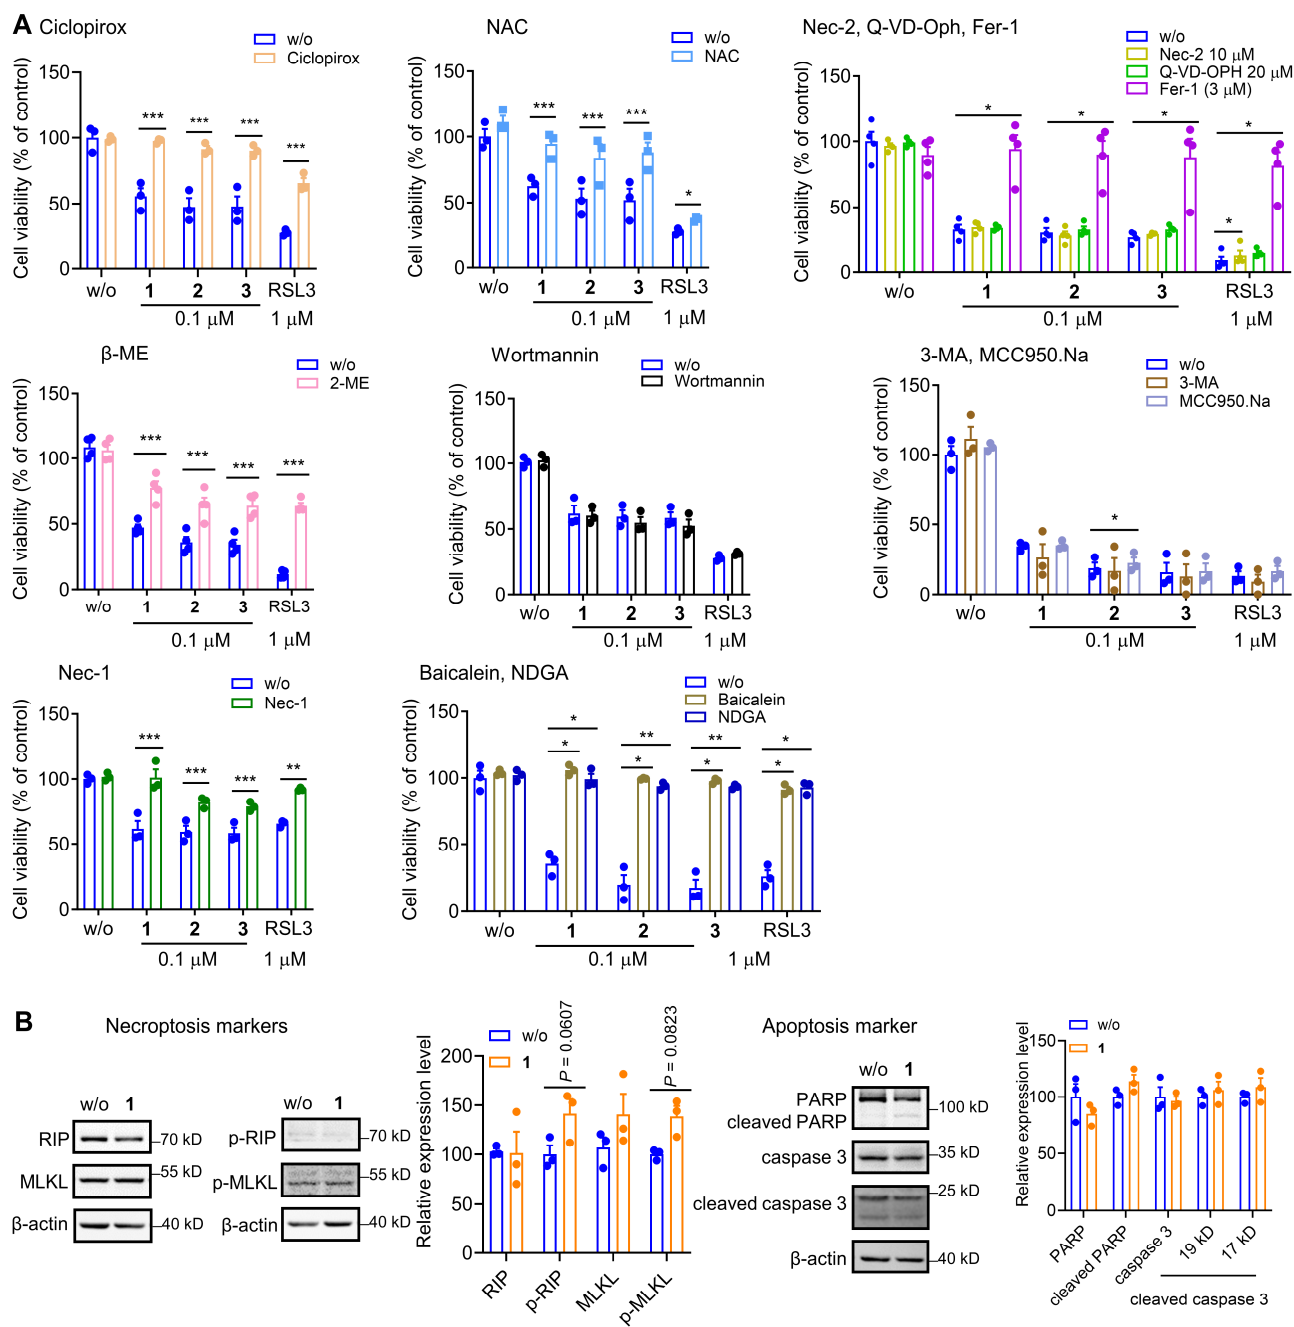 A
Ciclopirox
w/o
Ciclopirox
Cell viability (% of control)
150
100
50
0
***
***
***
***
w/o
1
2
3
RSL3
0.1 μM
1 μM
NAC
w/o
NAC
Cell viability (% of control)
150
100
50
0
***
***
***
*
w/o
1
2
3
RSL3
0.1 μM
1 μM
Nec-2, Q-VD-Oph, Fer-1
w/o
Nec-2 10 μM
Q-VD-OPH 20 μM
Fer-1 (3 μM)
Cell viability (% of control)
150
100
50
0
*
*
*
*
*
w/o
1
2
3
RSL3
0.1 μM
1 μM
β-ME
w/o
2-ME
Cell viability (% of control)
150
100
50
0
***
***
***
***
w/o
1
2
3
RSL3
0.1 μM
1 μM
Wortmannin
w/o
Wortmannin
Cell viability (% of control)
150
100
50
0
w/o
1
2
3
RSL3
0.1 μM
1 μM
3-MA, MCC950.Na
w/o
3-MA
MCC950.Na
Cell viability (% of control)
150
100
50
0
*
w/o
1
2
3
RSL3
0.1 μM
1 μM
Nec-1
w/o
Nec-1
Cell viability (% of control)
150
100
50
0
***
***
***
**
w/o
1
2
3
RSL3
0.1 μM
1 μM
Baicalein, NDGA
w/o
Baicalein
NDGA
Cell viability (% of control)
150
100
50
0
*
*
**
*
**
*
*
*
w/o
1
2
3
RSL3
0.1 μM
1 μM
B
Necroptosis markers
w/o 1
RIP
70 kD
MLKL
55 kD
β-actin
40 kD
w/o 1
p-RIP
70 kD
p-MLKL
55 kD
β-actin
40 kD
w/o
1
Relative expression level
200
150
100
50
0
P = 0.0607
P = 0.0823
RIP
p-RIP
MLKL
p-MLKL
Apoptosis marker
w/o 1
PARP
cleaved PARP
100 kD
caspase 3
35 kD
cleaved caspase 3
25 kD
β-actin
40 kD
w/o
1
Relative expression level
150
100
50
0
PARP
cleaved PARP
caspase 3
19 kD
17 kD
cleaved caspase 3